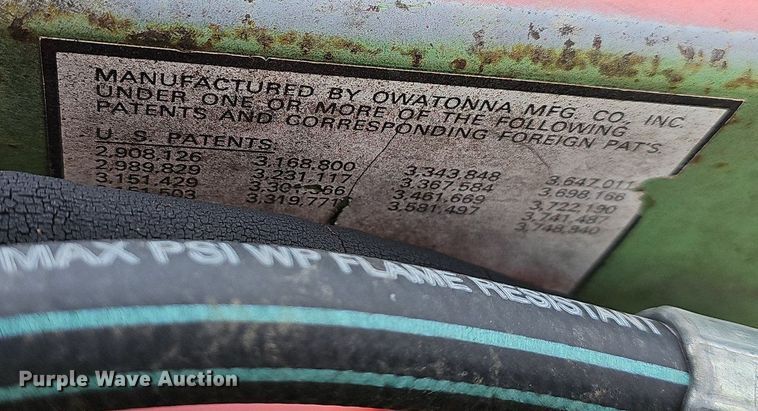 MANUFACTURED BY OWATONNA MFG. CO., INC.
UNDER ONE OR MORE OF THE FOLLOWING
PATENTS AND CORRESPONDING FOREIGN PAT'S.
U. S. PATENTS:
2,908,126 3,168,800 3,343,848 3,647,011
2,989,829 3,231,117 3,367,584 3,698,166
3,151,429 3,461,669 3,722,190
3,319,771 3,581,497 3,741,487
3,748,840
MAX PSI WP FLAME RESISTANT
Purple Wave Auction